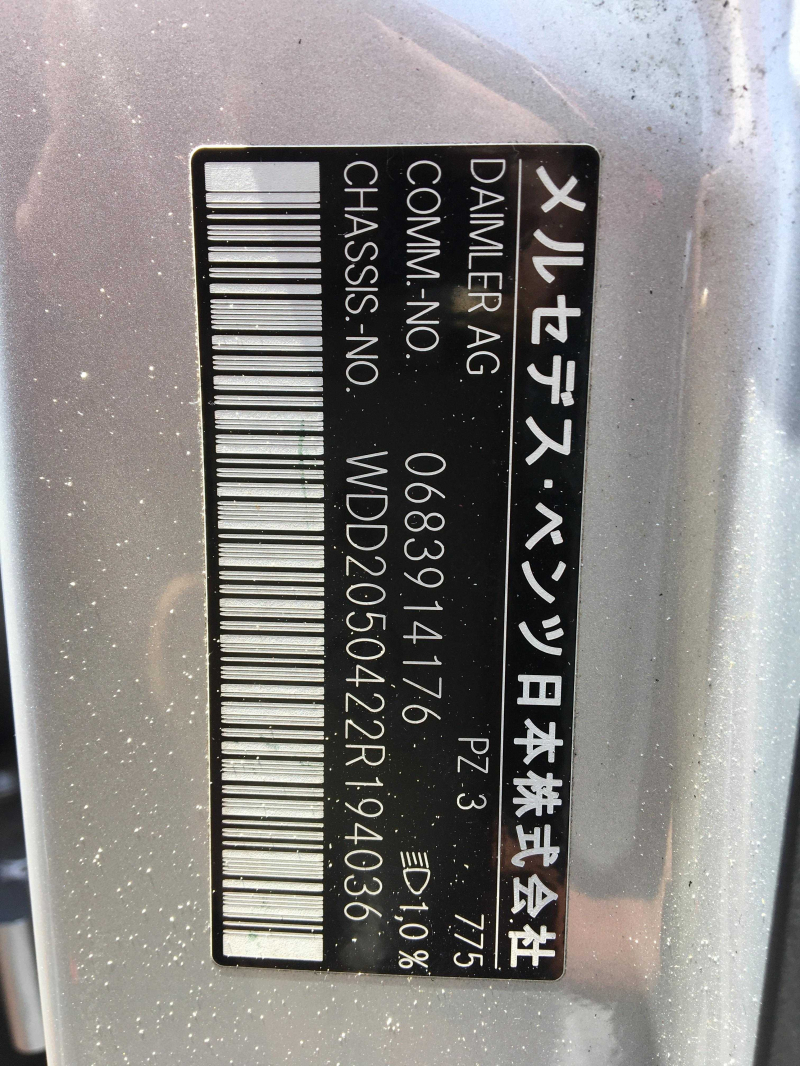 メルセデス・ベンツ日本株式会社
DAIMLER AG PZ 3 775
COMM.-NO. 0683914176 1,0 %
CHASSIS.-NO. WDD2050422R194036